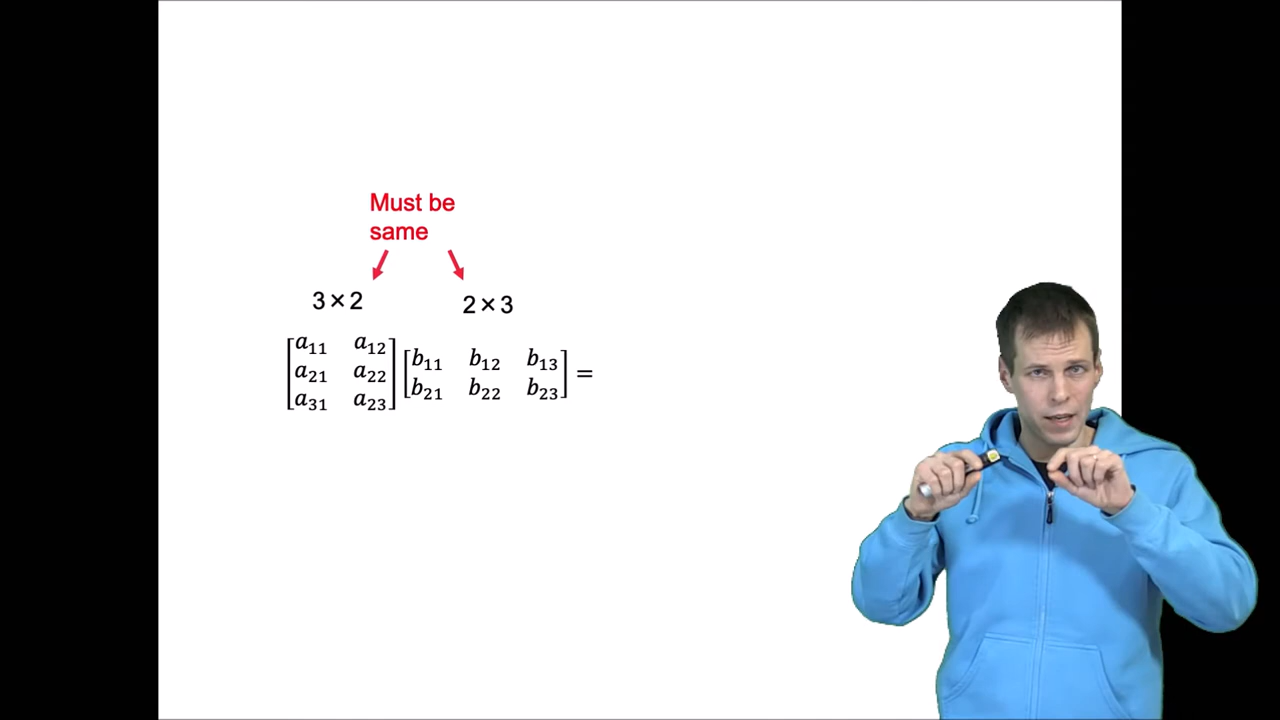 Must be
same
3×2 2×3
[a₁₁ a₁₂
a₂₁ a₂₂
a₃₁ a₂₃] [b₁₁ b₁₂ b₁₃
b₂₁ b₂₂ b₂₃] =